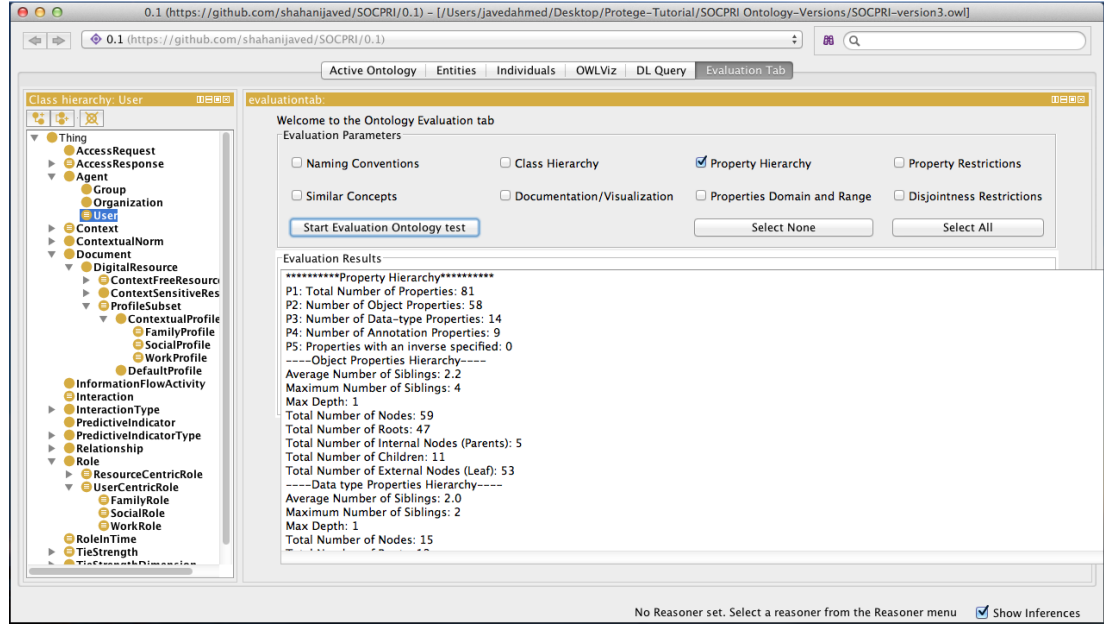 0.1 (https://github.com/shahanijaved/SOCPRI/0.1) – [/Users/javedahmed/Desktop/Protege-Tutorial/SOCPRI Ontology-Versions/SOCPRI-version3.owl]
0.1 (https://github.com/shahanijaved/SOCPRI/0.1)
Active Ontology Entities Individuals OWLViz DL Query Evaluation Tab
Class hierarchy: User
Thing
AccessRequest
AccessResponse
Agent
Group
Organization
User
Context
ContextualNorm
Document
DigitalResource
ContextFreeResourc
ContextSensitiveRes
ProfileSubset
ContextualProfile
FamilyProfile
SocialProfile
WorkProfile
DefaultProfile
InformationFlowActivity
Interaction
InteractionType
PredictiveIndicator
PredictiveIndicatorType
Relationship
Role
ResourceCentricRole
UserCentricRole
FamilyRole
SocialRole
WorkRole
RoleInTime
TieStrength
TieStrengthDimension
evaluationtab:
Welcome to the Ontology Evaluation tab
Evaluation Parameters
Naming Conventions Class Hierarchy Property Hierarchy Property Restrictions
Similar Concepts Documentation/Visualization Properties Domain and Range Disjointness Restrictions
Start Evaluation Ontology test Select None Select All
Evaluation Results
**********Property Hierarchy**********
P1: Total Number of Properties: 81
P2: Number of Object Properties: 58
P3: Number of Data-type Properties: 14
P4: Number of Annotation Properties: 9
P5: Properties with an inverse specified: 0
----Object Properties Hierarchy----
Average Number of Siblings: 2.2
Maximum Number of Siblings: 4
Max Depth: 1
Total Number of Nodes: 59
Total Number of Roots: 47
Total Number of Internal Nodes (Parents): 5
Total Number of Children: 11
Total Number of External Nodes (Leaf): 53
----Data type Properties Hierarchy----
Average Number of Siblings: 2.0
Maximum Number of Siblings: 2
Max Depth: 1
Total Number of Nodes: 15
No Reasoner set. Select a reasoner from the Reasoner menu Show Inferences